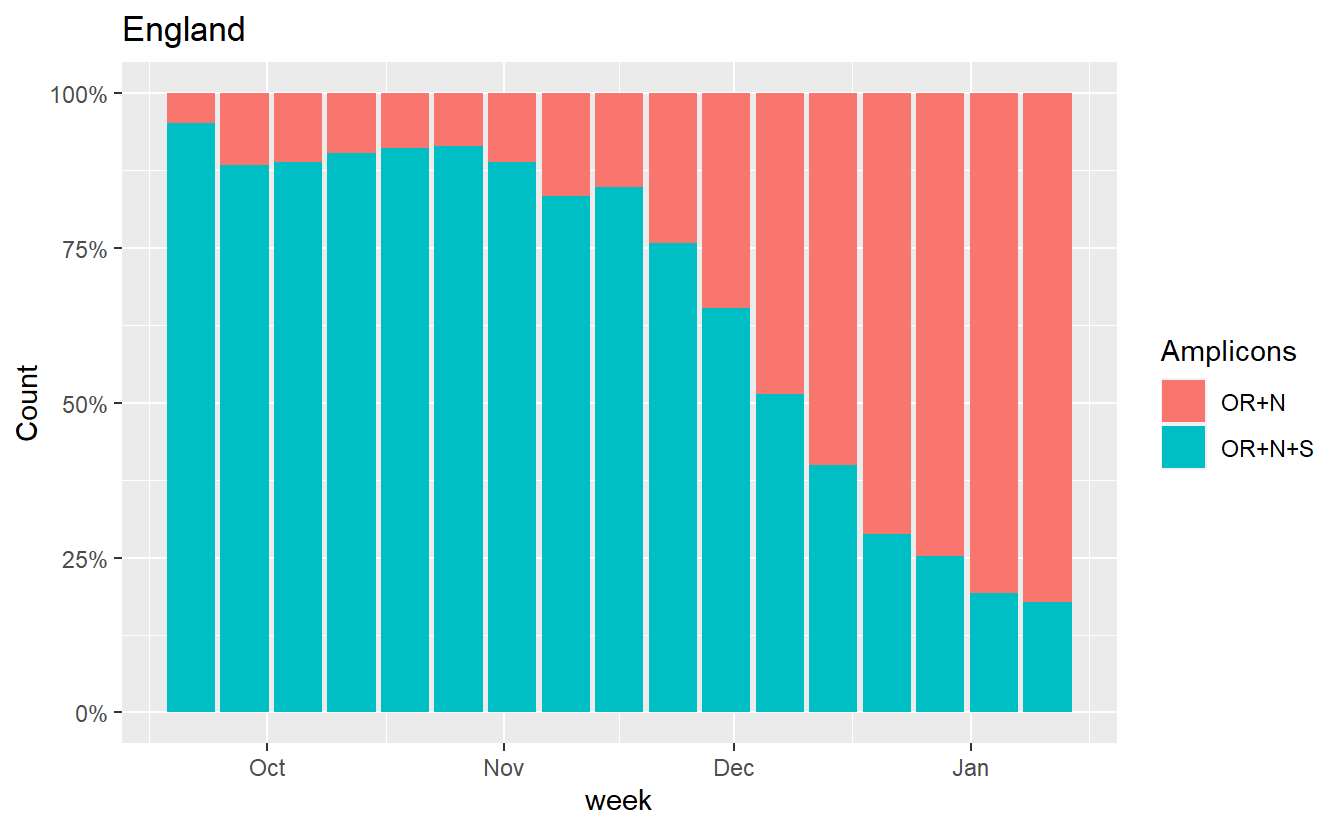 England
100%
75%
50%
25%
0%
Count
Oct Nov Dec Jan
week
Amplicons
OR+N
OR+N+S